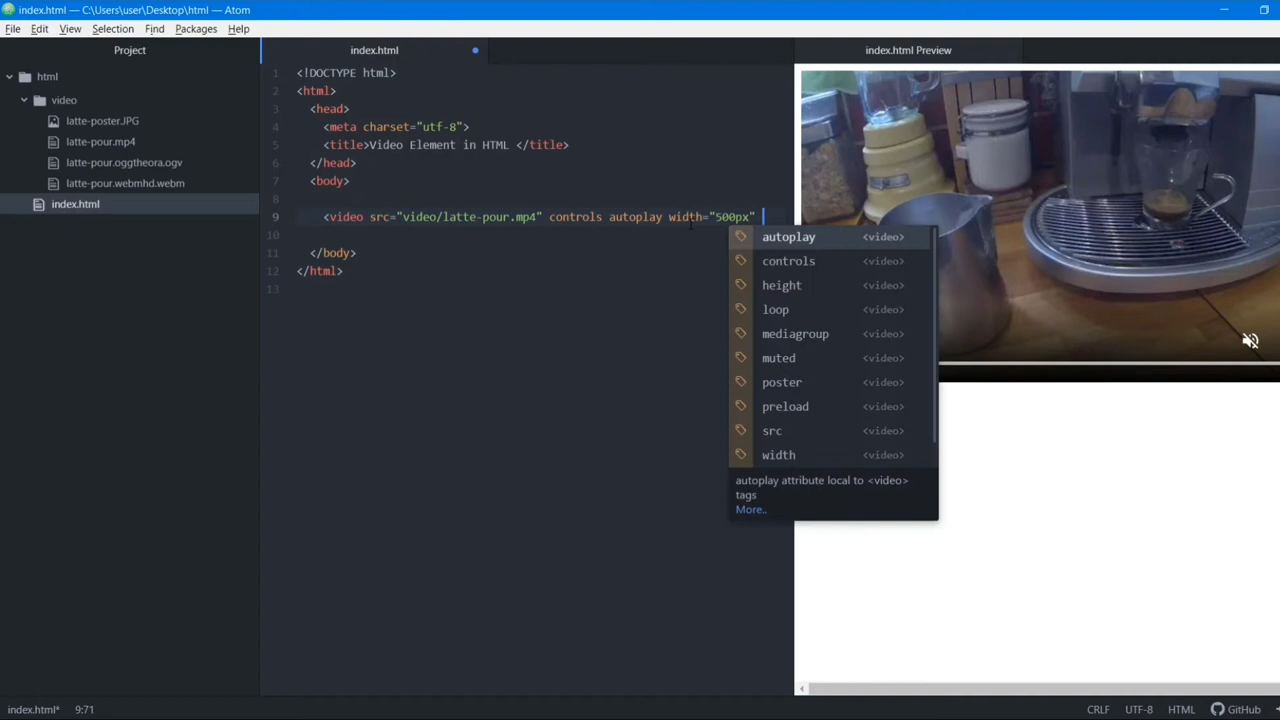 index.html — C:\Users\user\Desktop\html — Atom
File Edit View Selection Find Packages Help
Project
html
video
latte-poster.JPG
latte-pour.mp4
latte-pour.oggtheora.ogv
latte-pour.webmhd.webm
index.html
index.html
1 <!DOCTYPE html>
2 <html>
3 <head>
4 <meta charset="utf-8">
5 <title>Video Element in HTML </title>
6 </head>
7 <body>
8
9 <video src="video/latte-pour.mp4" controls autoplay width="500px"
10
11 </body>
12 </html>
13
autoplay <video>
controls <video>
height <video>
loop <video>
mediagroup <video>
muted <video>
poster <video>
preload <video>
src <video>
width <video>
autoplay attribute local to <video>
tags
More..
index.html Preview
index.html* 9:71
CRLF UTF-8 HTML GitHub